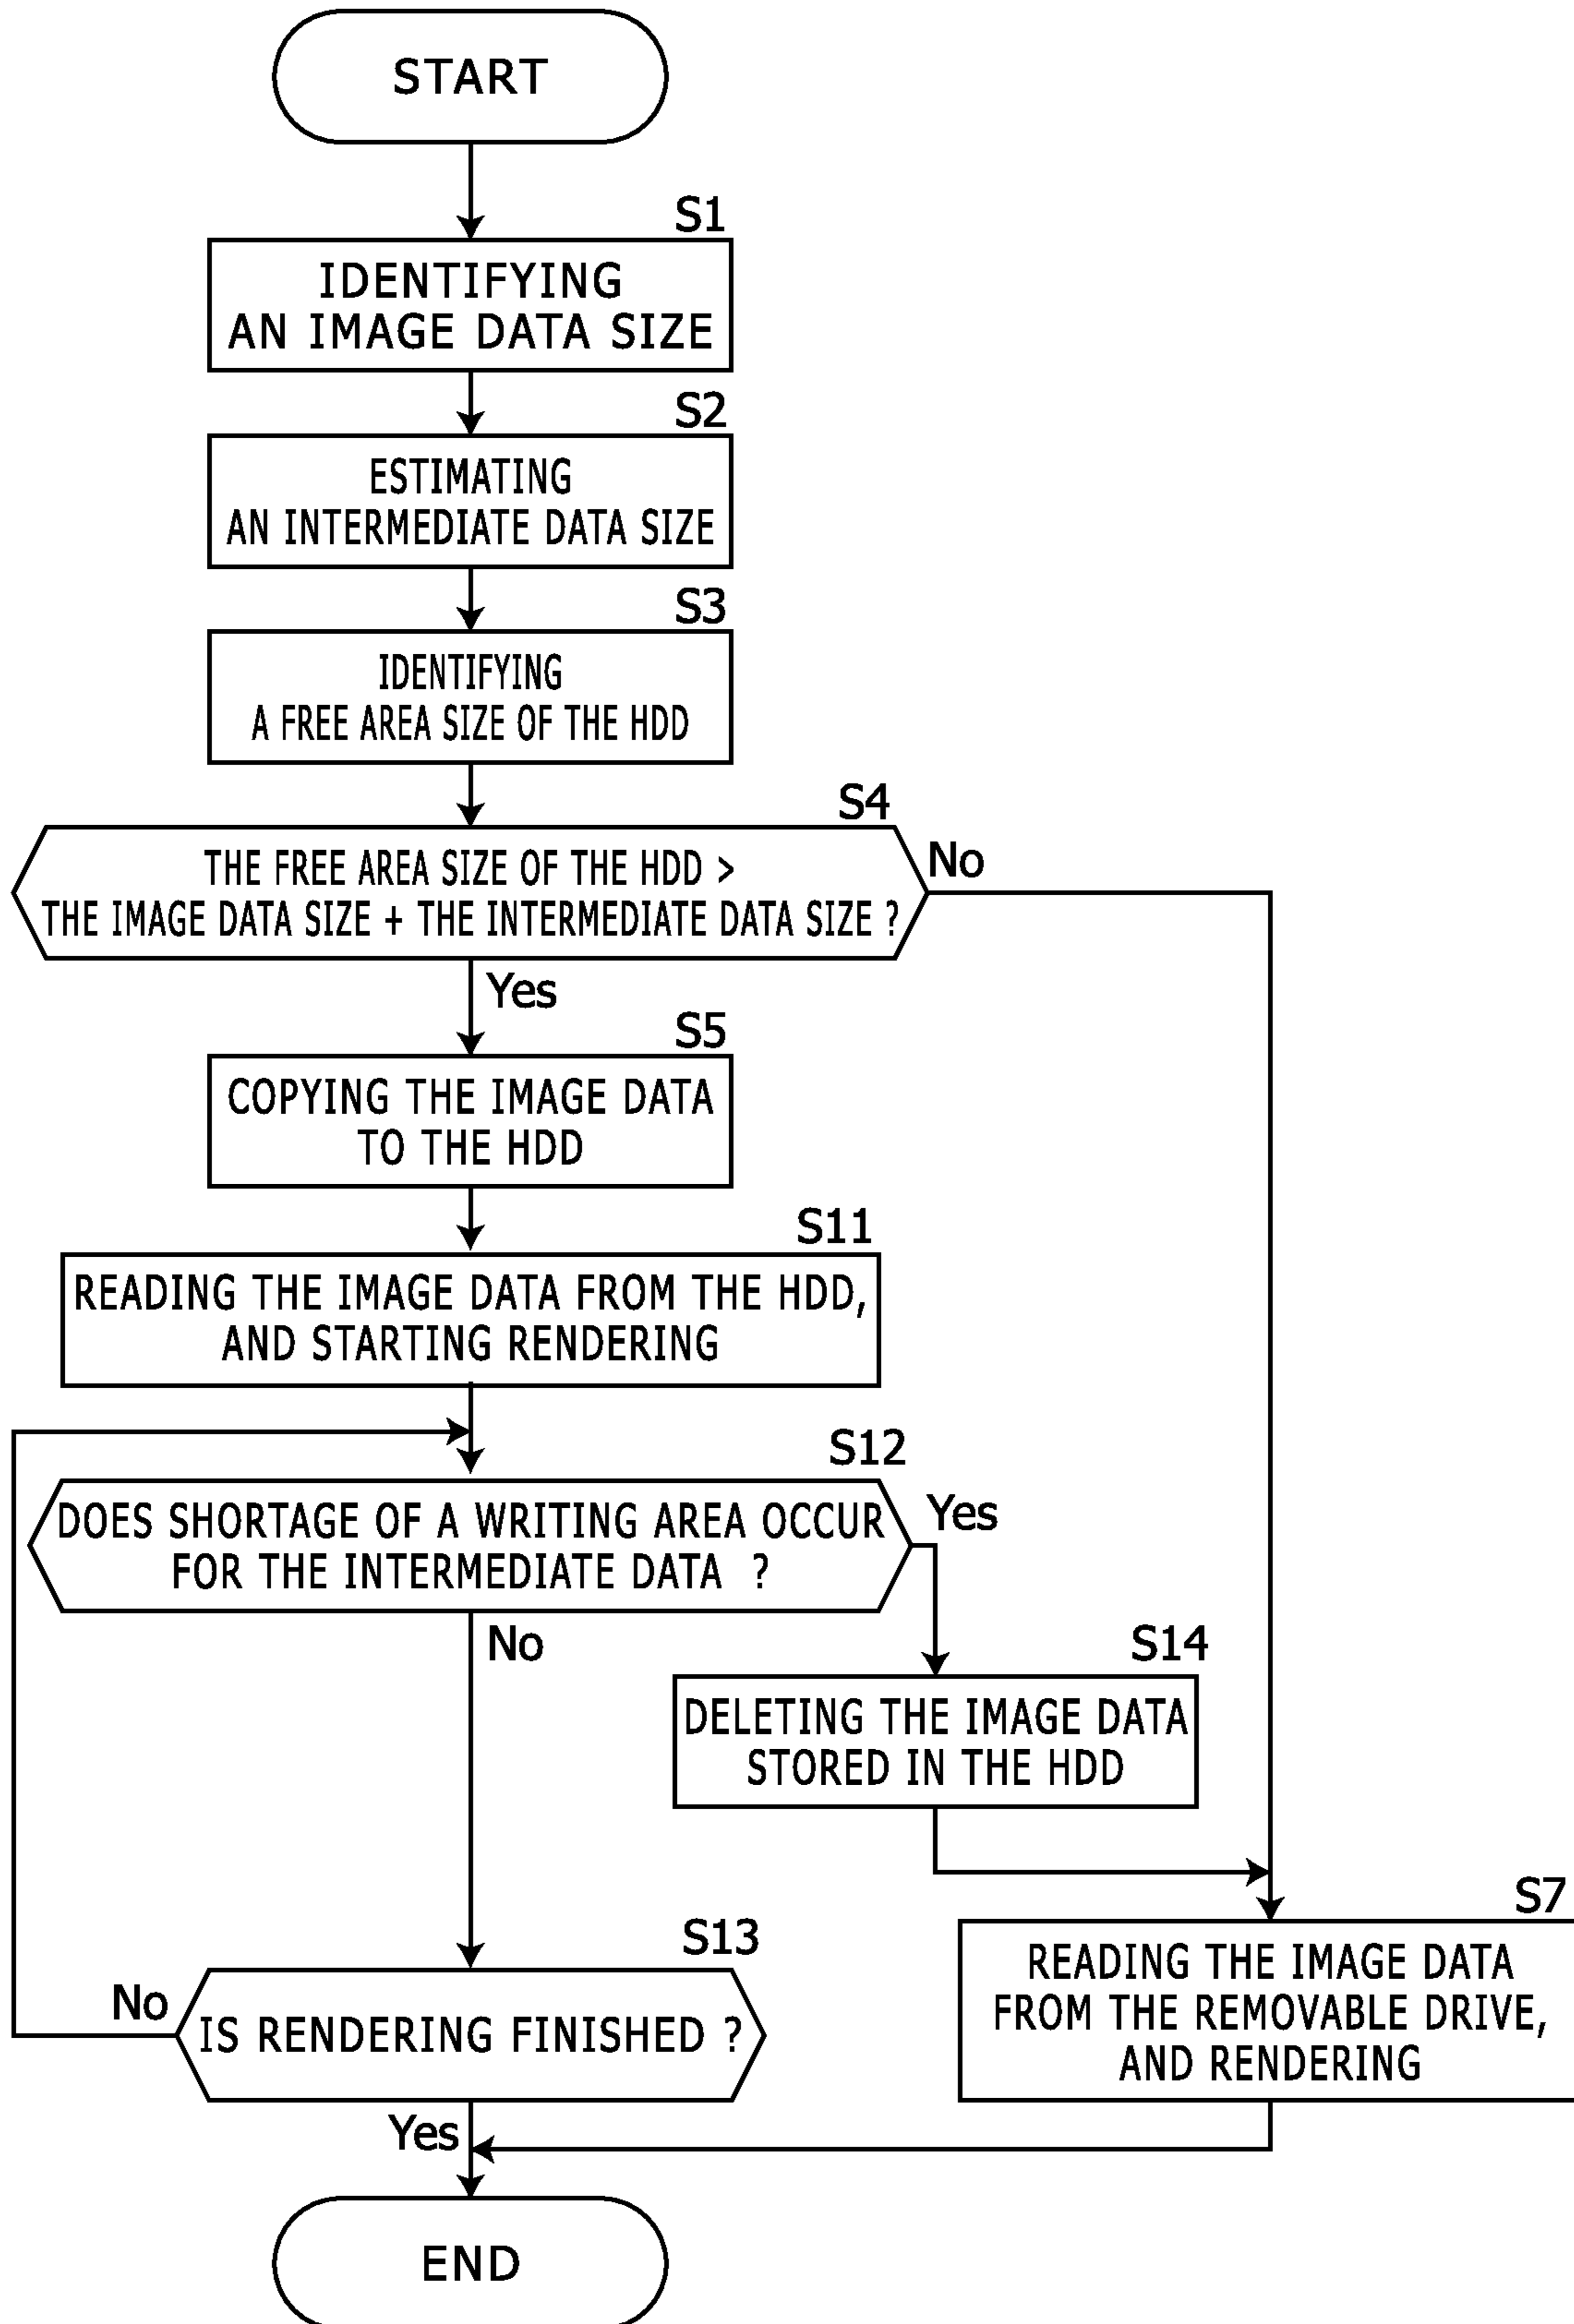 START
S1
IDENTIFYING
AN IMAGE DATA SIZE
S2
ESTIMATING
AN INTERMEDIATE DATA SIZE
S3
IDENTIFYING
A FREE AREA SIZE OF THE HDD
S4
THE FREE AREA SIZE OF THE HDD >
THE IMAGE DATA SIZE + THE INTERMEDIATE DATA SIZE ?
No
Yes
S5
COPYING THE IMAGE DATA
TO THE HDD
S11
READING THE IMAGE DATA FROM THE HDD,
AND STARTING RENDERING
S12
DOES SHORTAGE OF A WRITING AREA OCCUR
FOR THE INTERMEDIATE DATA ?
Yes
No
S14
DELETING THE IMAGE DATA
STORED IN THE HDD
S7
READING THE IMAGE DATA
FROM THE REMOVABLE DRIVE,
AND RENDERING
S13
No
IS RENDERING FINISHED ?
Yes
END